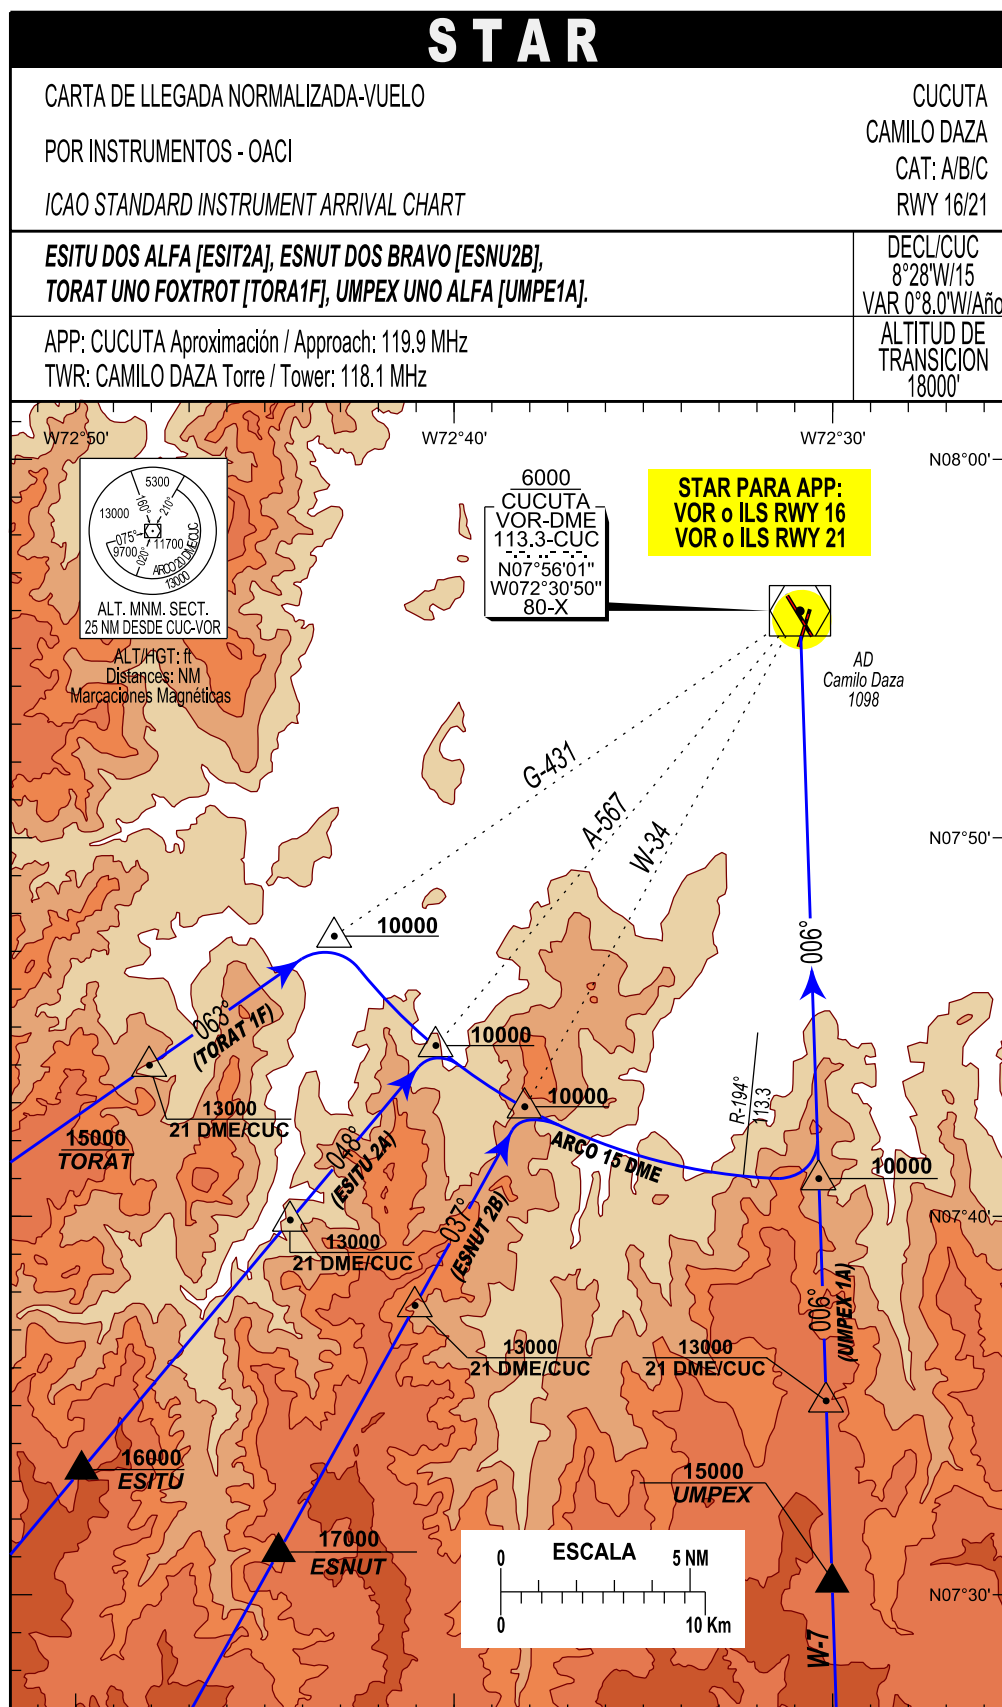 STAR
CARTA DE LLEGADA NORMALIZADA-VUELO
POR INSTRUMENTOS - OACI
ICAO STANDARD INSTRUMENT ARRIVAL CHART
CUCUTA
CAMILO DAZA
CAT: A/B/C
RWY 16/21
ESITU DOS ALFA [ESIT2A], ESNUT DOS BRAVO [ESNU2B],
TORAT UNO FOXTROT [TORA1F], UMPEX UNO ALFA [UMPE1A].
DECL/CUC
8°28'W/15
VAR 0°8.0'W/Año
APP: CUCUTA Aproximación / Approach: 119.9 MHz
TWR: CAMILO DAZA Torre / Tower: 118.1 MHz
ALTITUD DE
TRANSICION
18000'
W72°50'
W72°40'
W72°30'
N08°00'
5300
13000
160°
210°
075°
9700
11700
020°
ARCO 20 DME/CUC
13000
ALT. MNM. SECT.
25 NM DESDE CUC-VOR
ALT/HGT: ft
Distances: NM
Marcaciones Magnéticas
6000
CUCUTA
VOR-DME
113.3-CUC
N07°56'01"
W072°30'50"
80-X
STAR PARA APP:
VOR o ILS RWY 16
VOR o ILS RWY 21
AD
Camilo Daza
1098
G-431
A-567
W-34
N07°50'
10000
006°
063°
(TORAT 1F)
10000
13000
21 DME/CUC
15000
TORAT
10000
R-194°
113.3
048°
(ESITU 2A)
ARCO 15 DME
10000
037°
(ESNUT 2B)
N07°40'
13000
21 DME/CUC
006°
(UMPEX 1A)
13000
21 DME/CUC
13000
21 DME/CUC
16000
ESITU
15000
UMPEX
17000
ESNUT
ESCALA
0
5 NM
0
10 Km
N07°30'
W-7